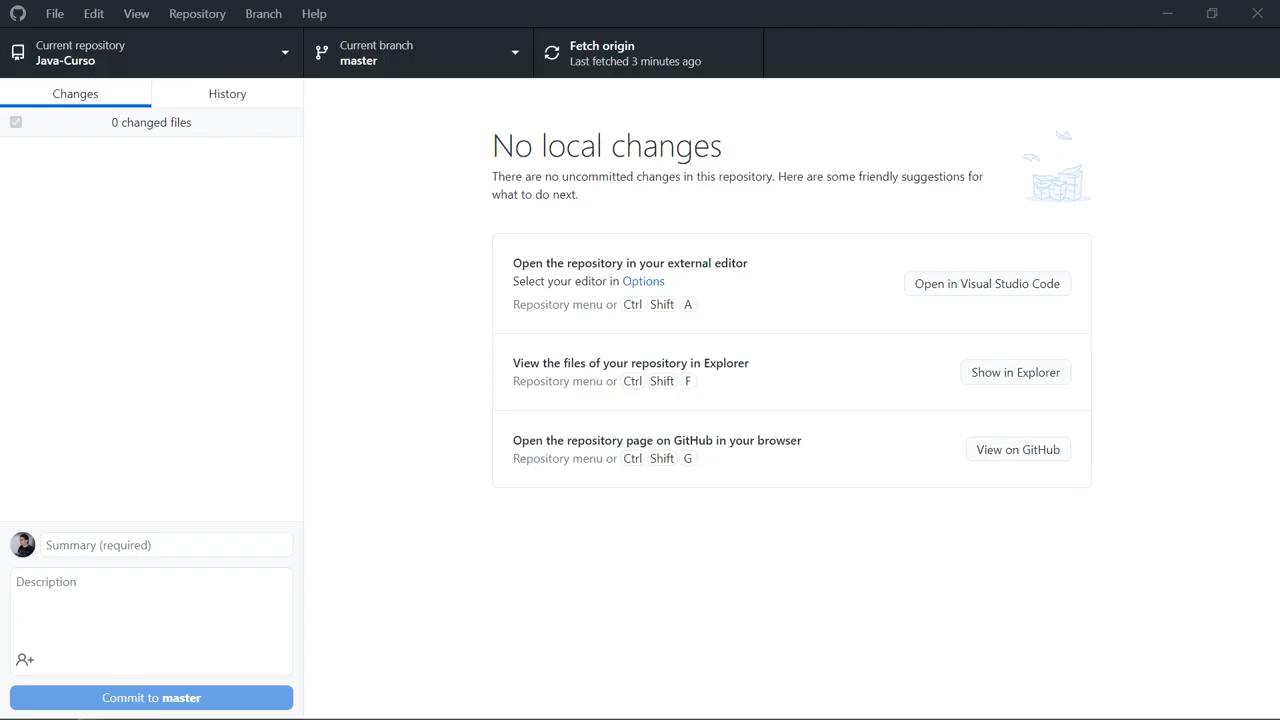 File Edit View Repository Branch Help
Current repository
Java-Curso
Current branch
master
Fetch origin
Last fetched 3 minutes ago
Changes
History
0 changed files
No local changes
There are no uncommitted changes in this repository. Here are some friendly suggestions for
what to do next.
Open the repository in your external editor
Select your editor in Options
Repository menu or Ctrl Shift A
Open in Visual Studio Code
View the files of your repository in Explorer
Repository menu or Ctrl Shift F
Show in Explorer
Open the repository page on GitHub in your browser
Repository menu or Ctrl Shift G
View on GitHub
Summary (required)
Description
Commit to master